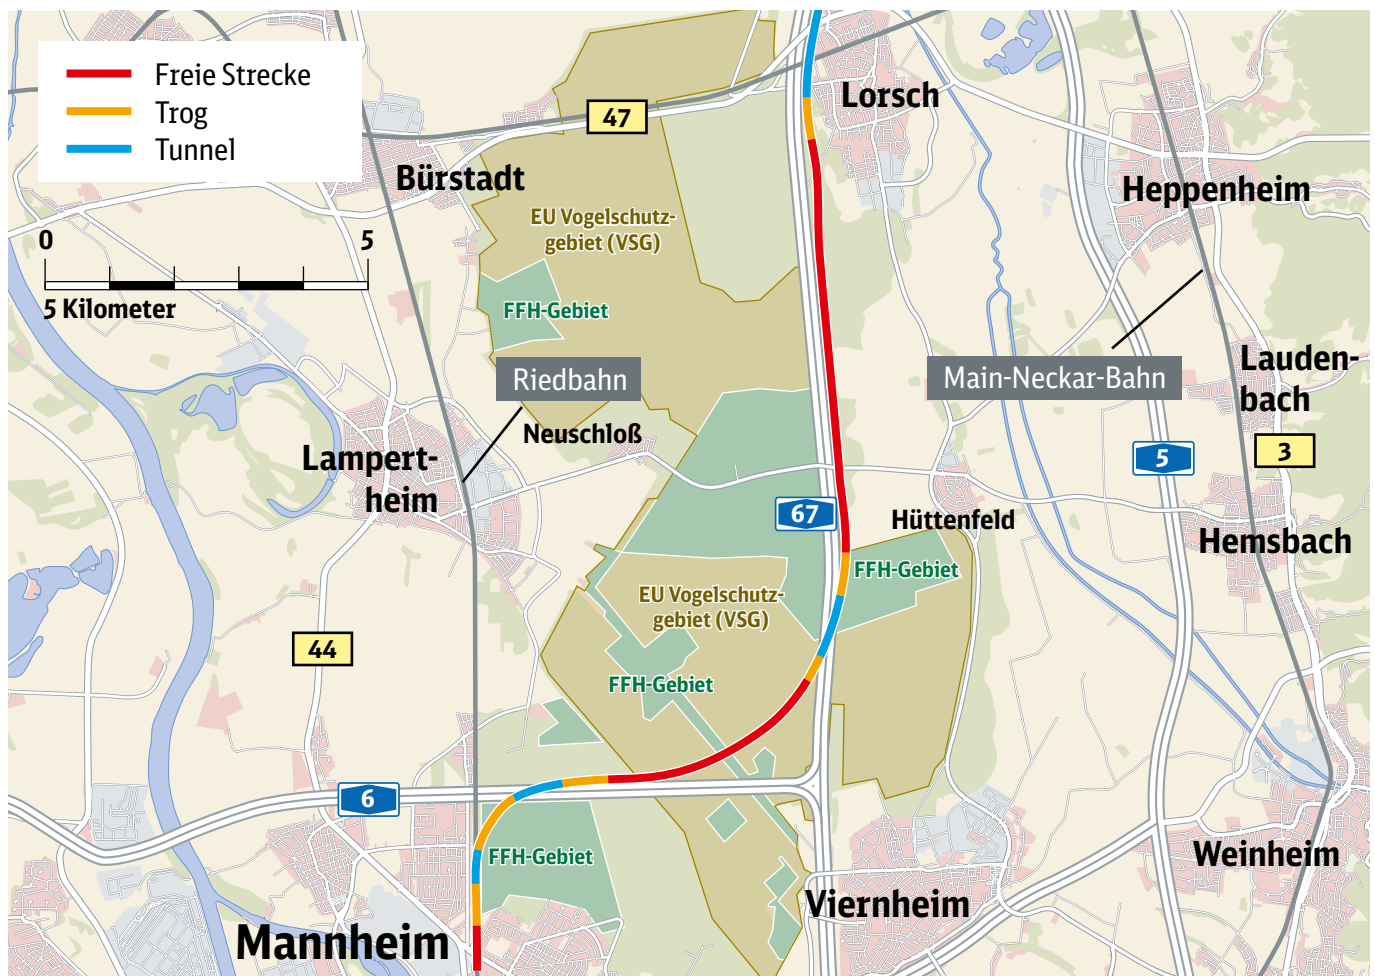 Freie Strecke
Trog
Tunnel
47
Lorsch
Bürstadt
Heppenheim
EU Vogelschutz-
gebiet (VSG)
0
5
5 Kilometer
FFH-Gebiet
Riedbahn
Main-Neckar-Bahn
Lauden-
bach
Neuschloß
Lampert-
heim
5
3
67
Hüttenfeld
Hemsbach
FFH-Gebiet
EU Vogelschutz-
gebiet (VSG)
44
FFH-Gebiet
6
FFH-Gebiet
Weinheim
Viernheim
Mannheim